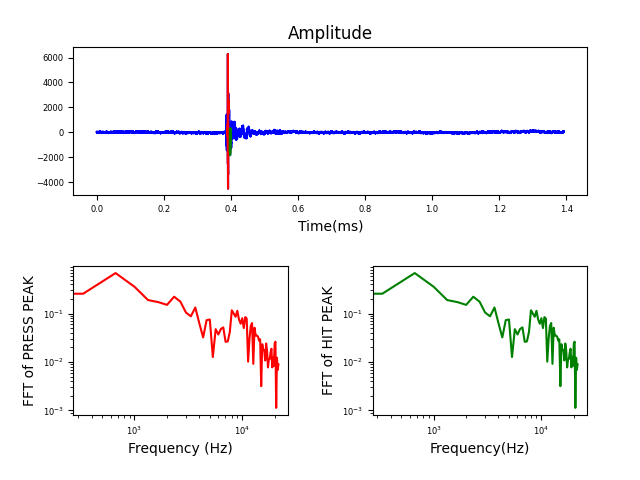 Amplitude
6000
4000
2000
0
−2000
−4000
0.0 0.2 0.4 0.6 0.8 1.0 1.2 1.4
Time(ms)
FFT of PRESS PEAK
10⁻¹
10⁻²
10⁻³
10³ 10⁴
Frequency (Hz)
FFT of HIT PEAK
10⁻¹
10⁻²
10⁻³
10³ 10⁴
Frequency(Hz)